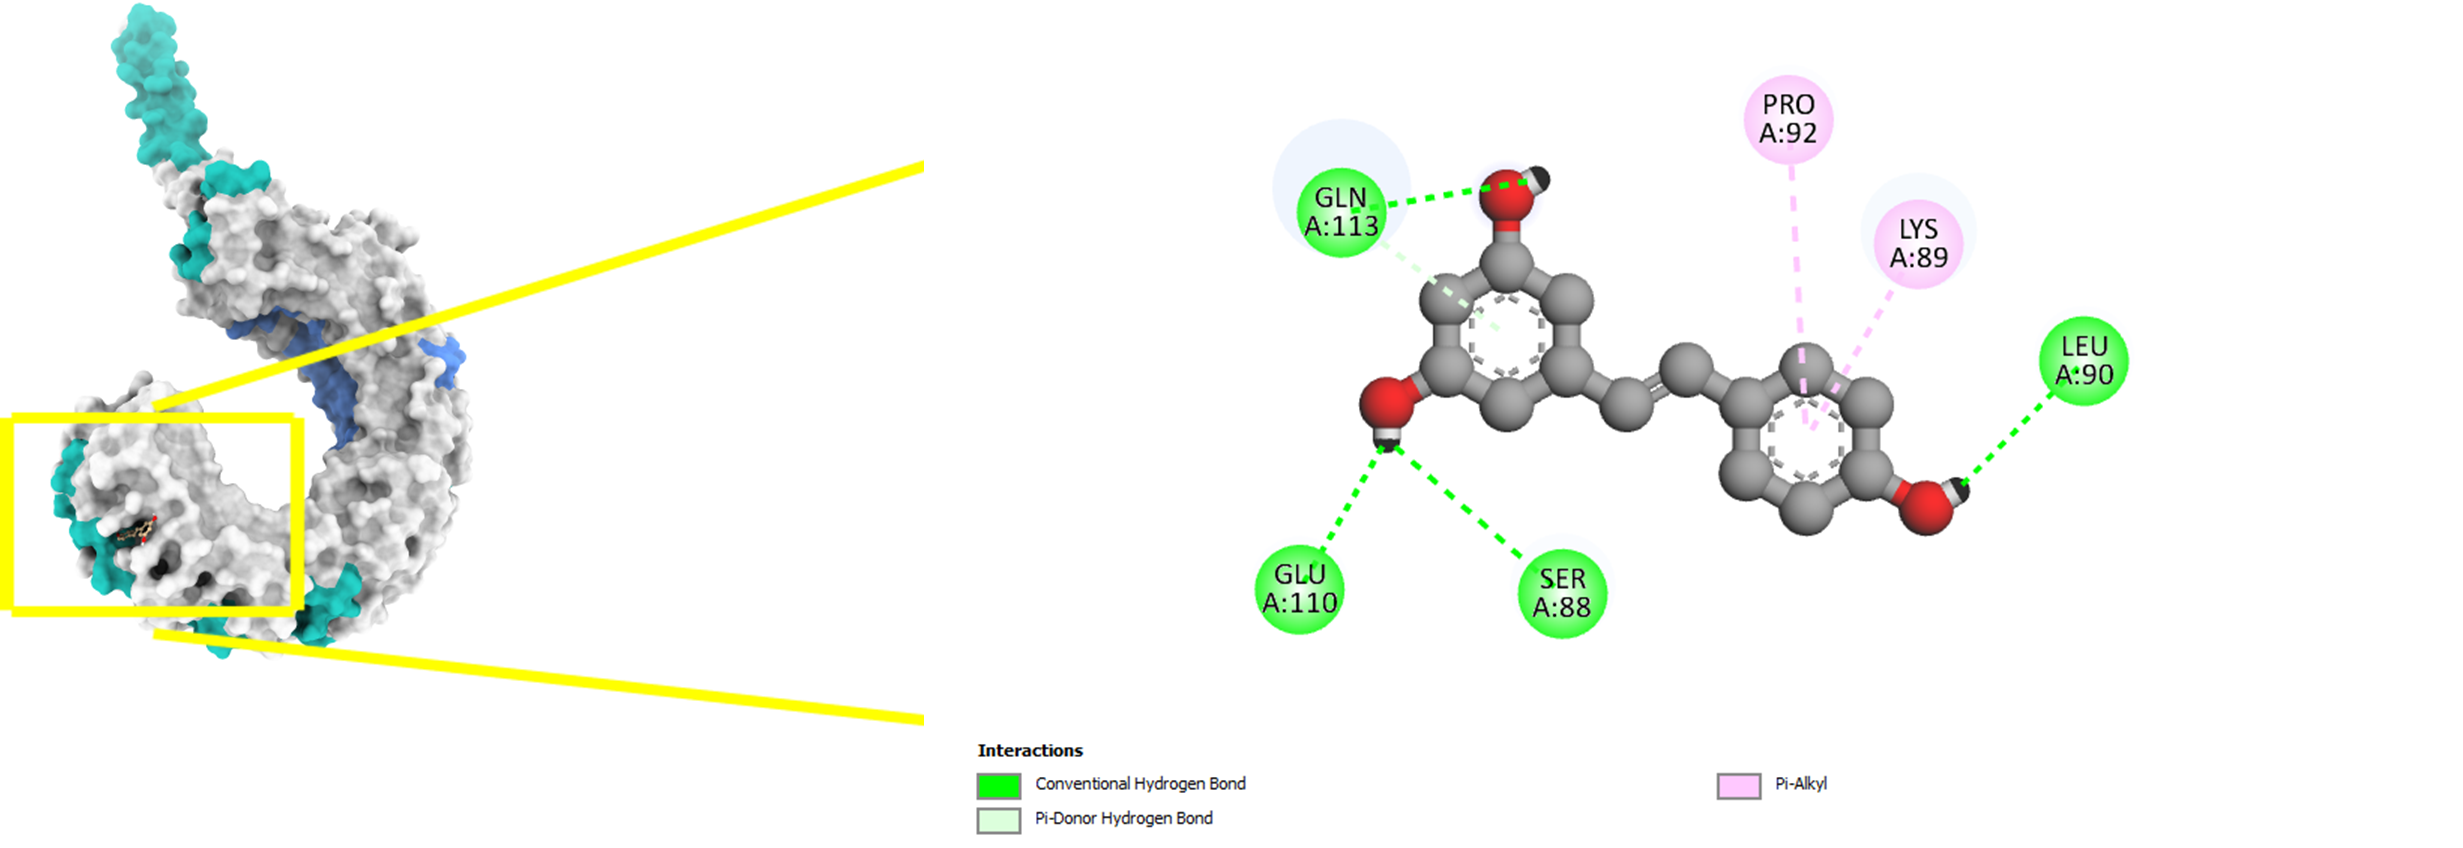 PRO
A:92
GLN
A:113
LYS
A:89
LEU
A:90
GLU
A:110
SER
A:88
Interactions
Conventional Hydrogen Bond
Pi-Donor Hydrogen Bond
Pi-Alkyl